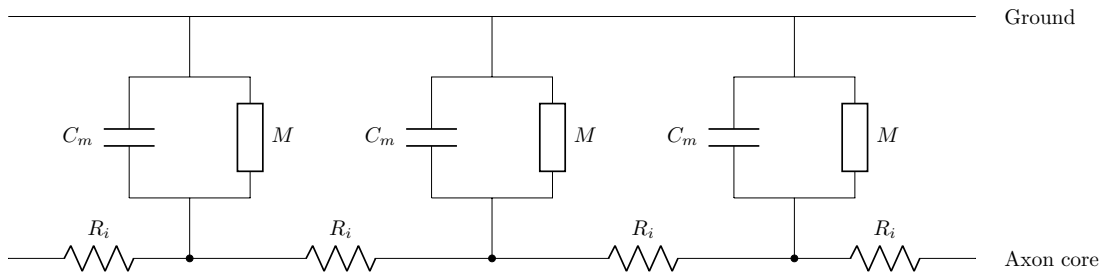 Ground
$C_m$ $M$ $C_m$ $M$ $C_m$ $M$
$R_i$ $R_i$ $R_i$ $R_i$
Axon core